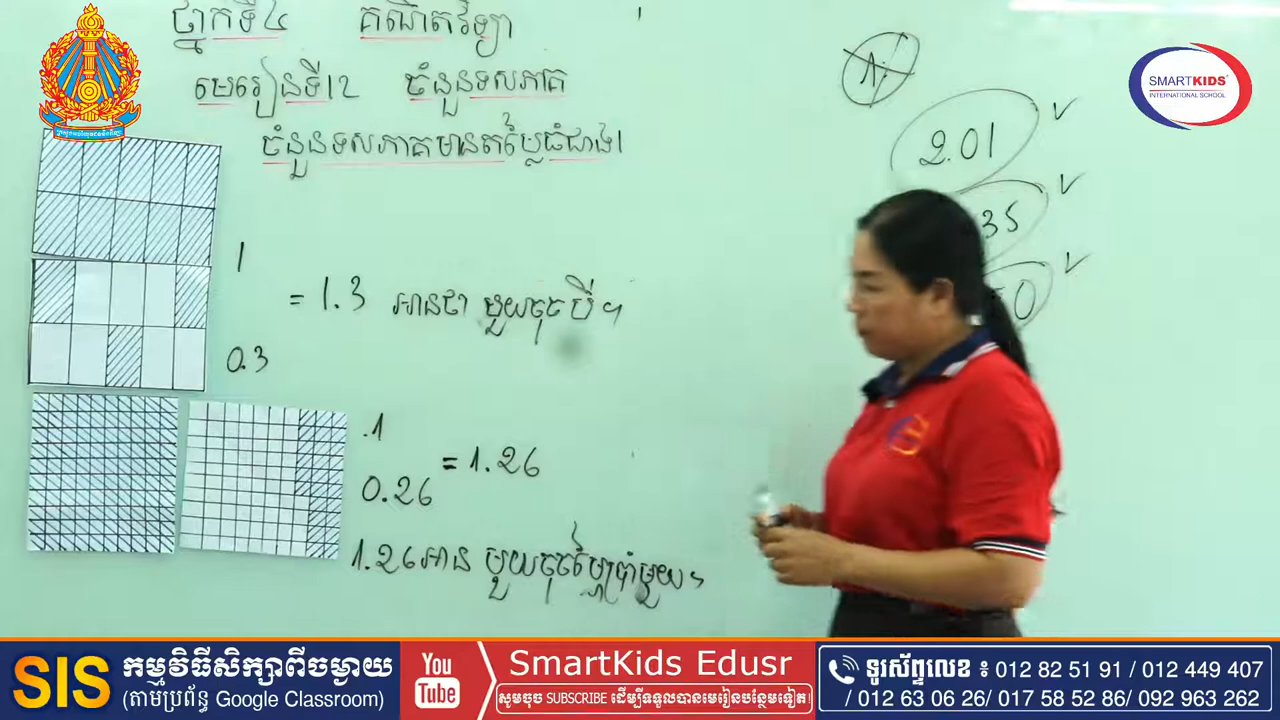 ថ្នាក់ទី៤ គណិតវិទ្យា
មេរៀនទី12 ចំនួនទសភាគ
ចំនួនទសភាគមានតម្លៃធំជាង1
SMARTKIDS
INTERNATIONAL SCHOOL
2.01
35
0
1
= 1.3 អានថា មួយចុចបី។
0.3
.1
= 1.26
0.26
1.26អាន មួយចុចម្ភៃប្រាំមួយ។
SIS កម្មវិធីសិក្សាពីចម្ងាយ
(តាមប្រព័ន្ធ Google Classroom)
You Tube
SmartKids Edusr
សូមចុច SUBSCRIBE ដើម្បីទទួលបានមេរៀនបន្ថែមទៀត!
ទូរស័ព្ទលេខ ៖ 012 82 51 91 / 012 449 407
/ 012 63 06 26/ 017 58 52 86/ 092 963 262